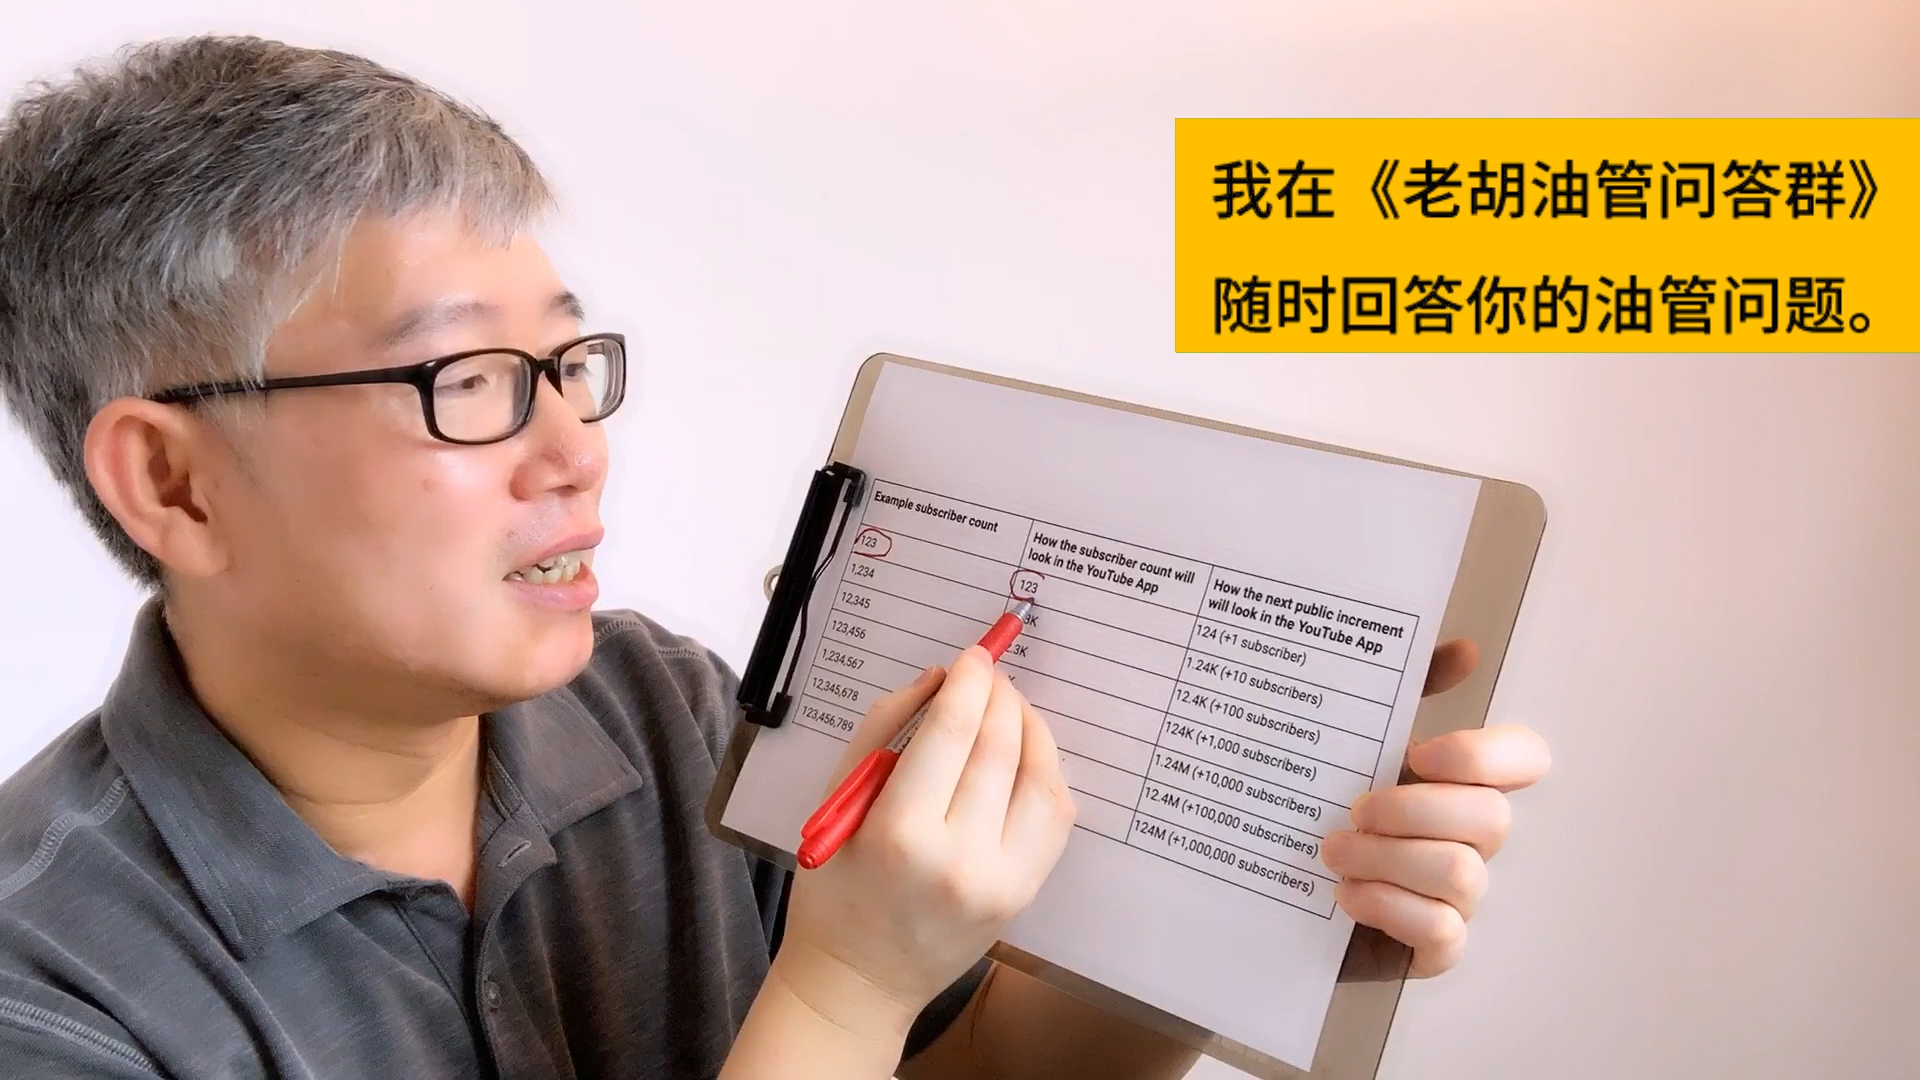 我在《老胡油管问答群》
随时回答你的油管问题。
Example subscriber count
How the subscriber count will
look in the YouTube App
How the next public increment
will look in the YouTube App
123
123
124 (+1 subscriber)
1,234
3K
1.24K (+10 subscribers)
12,345
.3K
12.4K (+100 subscribers)
123,456
K
124K (+1,000 subscribers)
1,234,567
1.24M (+10,000 subscribers)
12,345,678
12.4M (+100,000 subscribers)
123,456,789
124M (+1,000,000 subscribers)